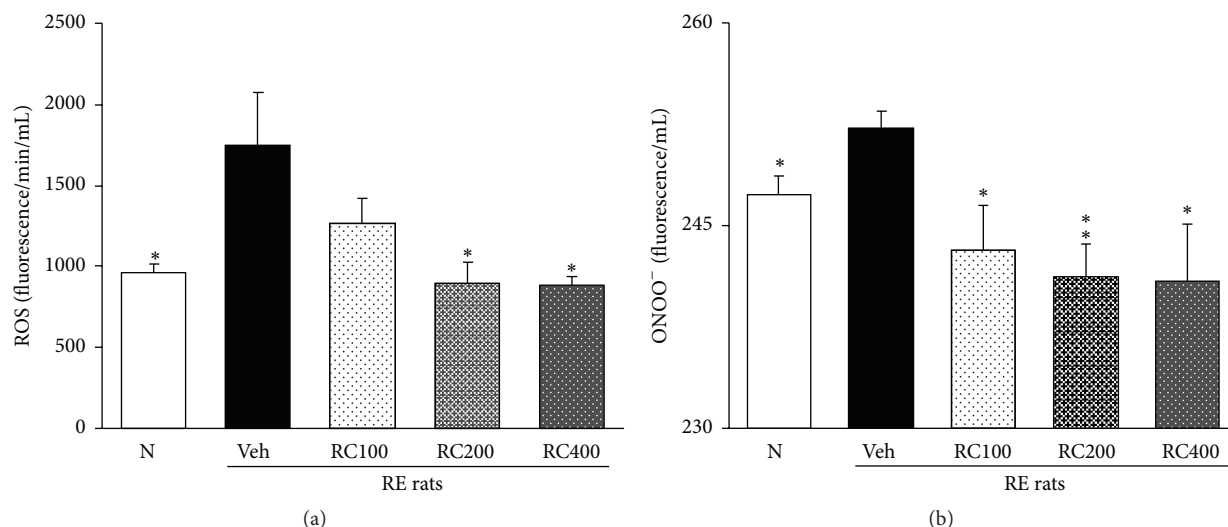 2500
2000
1500
1000
500
0
ROS (fluorescence/min/mL)
*
*
*
N
Veh
RC100
RC200
RC400
RE rats
(a)
260
245
230
ONOO⁻ (fluorescence/mL)
*
*
*
*
*
N
Veh
RC100
RC200
RC400
RE rats
(b)